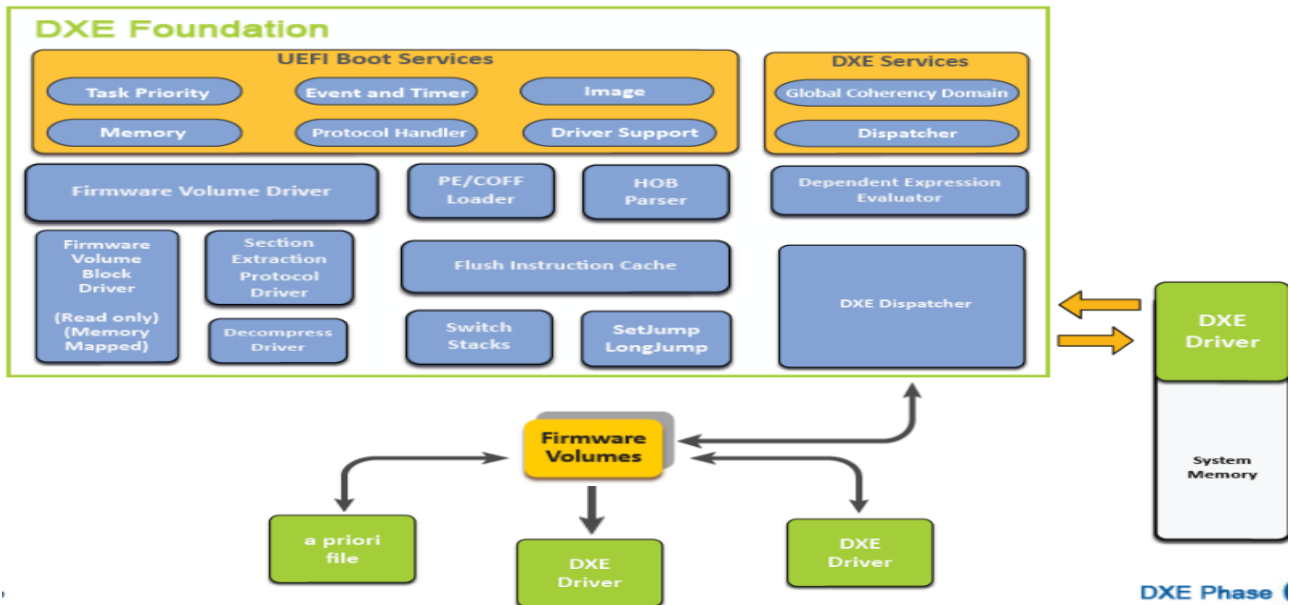 DXE Foundation
UEFI Boot Services
Task Priority
Event and Timer
Image
Memory
Protocol Handler
Driver Support
DXE Services
Global Coherency Domain
Dispatcher
Firmware Volume Driver
PE/COFF
Loader
HOB
Parser
Dependent Expression
Evaluator
Firmware
Volume
Block
Driver
(Read only)
(Memory
Mapped)
Section
Extraction
Protocol
Driver
Decompress
Driver
Flush Instruction Cache
Switch
Stacks
SetJump
LongJump
DXE Dispatcher
DXE
Driver
System
Memory
Firmware
Volumes
a priori
file
DXE
Driver
DXE
Driver
DXE Phase